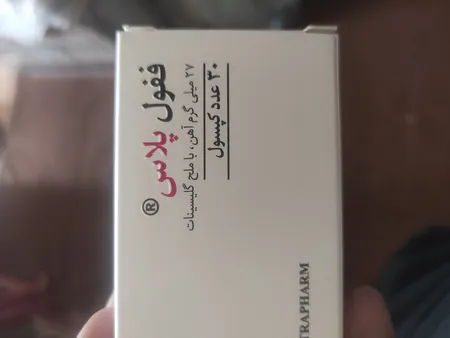 ففول پلاس®
۲۷ میلی گرم آهن، با ملح گلیسینات
۳۰ عدد کپسول
TRAPHARM